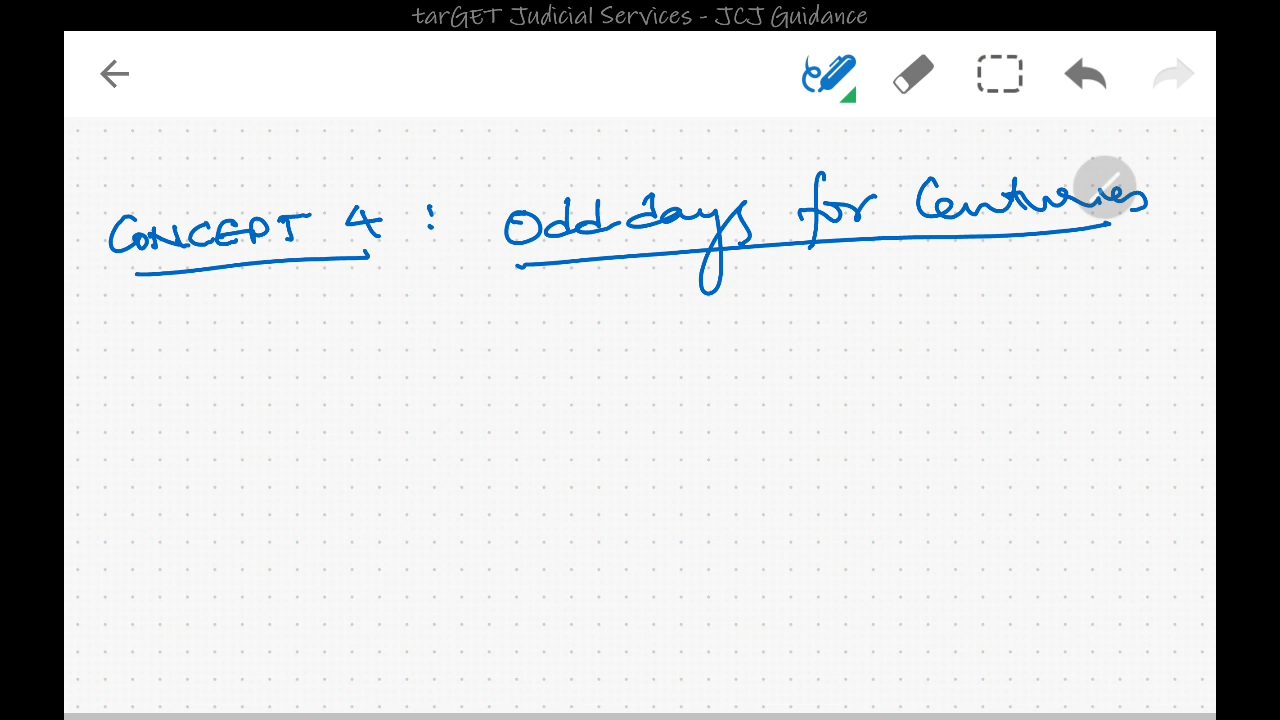 tarGET Judicial Services - JCJ Guidance
CONCEPT 4 : Odd days for Centuries